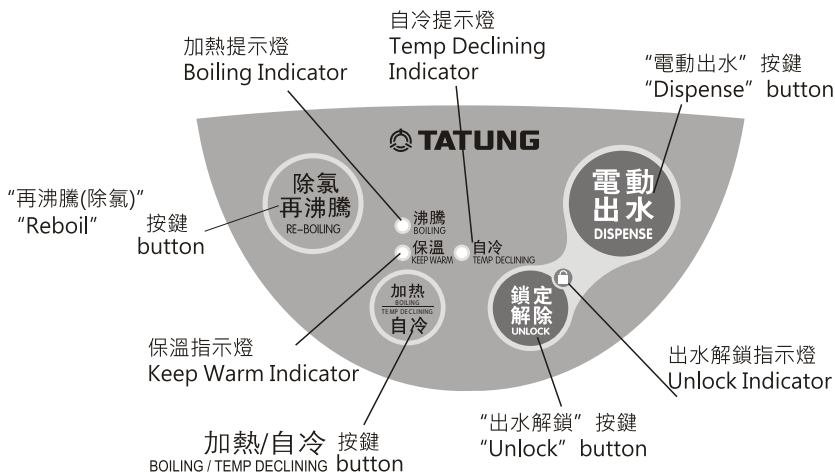 加熱提示燈
Boiling Indicator
自冷提示燈
Temp Declining
Indicator
“電動出水” 按鍵
“Dispense” button
TATUNG
“再沸騰(除氯)”
“Reboil”
按鍵
button
除氯
再沸騰
RE-BOILING
沸騰
BOILING
保溫
KEEP WARM
自冷
TEMP DECLINING
電動
出水
DISPENSE
加热
BOILING
TEMP DECLINING
自冷
鎖定
解除
UNLOCK
保溫指示燈
Keep Warm Indicator
出水解鎖指示燈
Unlock Indicator
加熱/自冷 按鍵
BOILING / TEMP DECLINING button
“出水解鎖” 按鍵
“Unlock” button